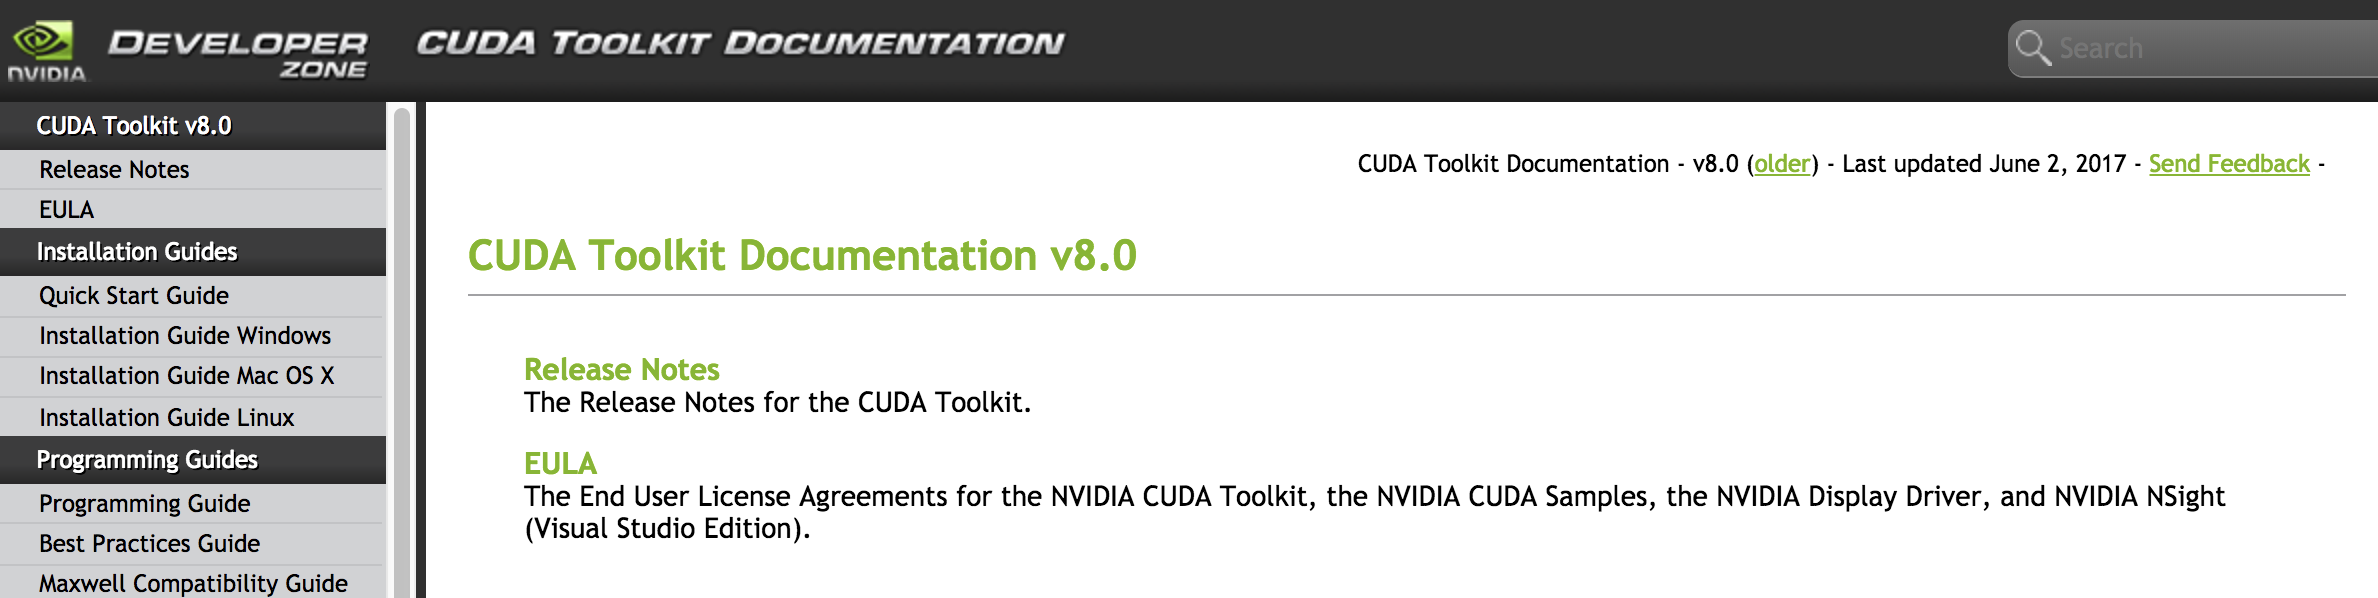 NVIDIA
DEVELOPER
ZONE
CUDA TOOLKIT DOCUMENTATION
Search
CUDA Toolkit v8.0
Release Notes
EULA
Installation Guides
Quick Start Guide
Installation Guide Windows
Installation Guide Mac OS X
Installation Guide Linux
Programming Guides
Programming Guide
Best Practices Guide
Maxwell Compatibility Guide
CUDA Toolkit Documentation - v8.0 (older) - Last updated June 2, 2017 - Send Feedback -
CUDA Toolkit Documentation v8.0
Release Notes
The Release Notes for the CUDA Toolkit.
EULA
The End User License Agreements for the NVIDIA CUDA Toolkit, the NVIDIA CUDA Samples, the NVIDIA Display Driver, and NVIDIA NSight
(Visual Studio Edition).